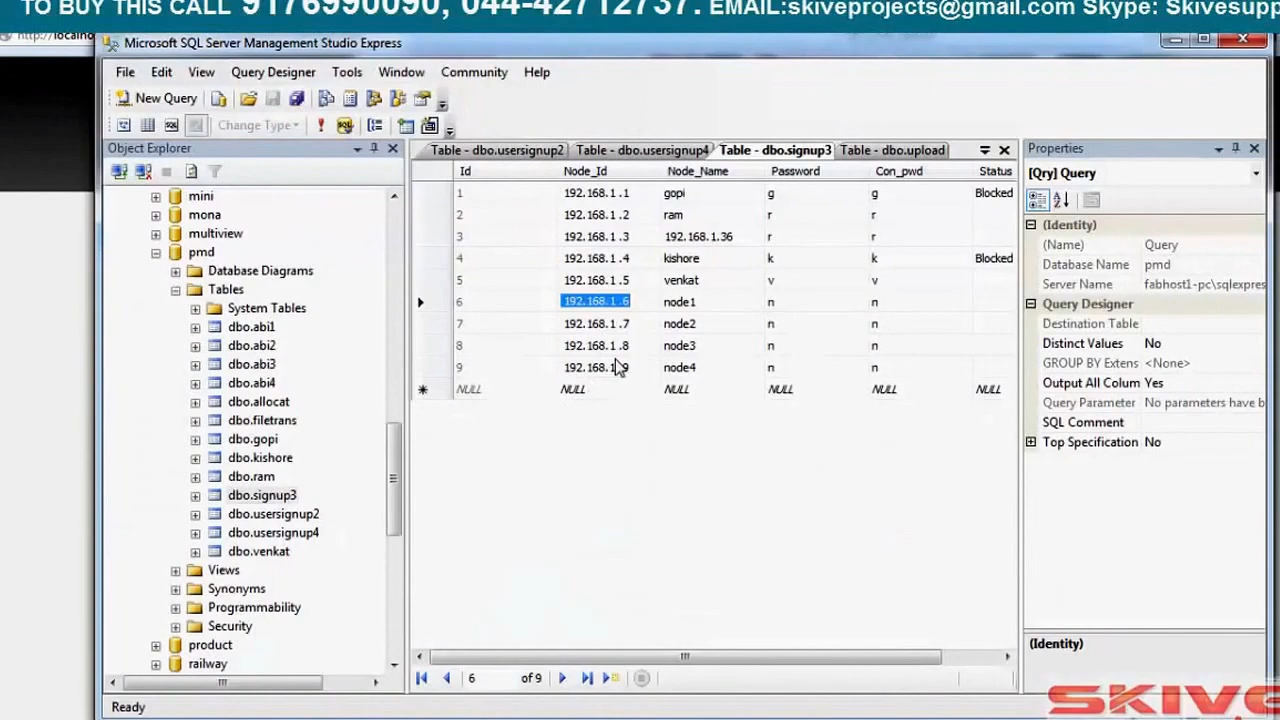 TO BUY THIS CALL 9176990090, 044-42712737. EMAIL:skiveprojects@gmail.com Skype: Skivesupp
http://localho
Microsoft SQL Server Management Studio Express
File Edit View Query Designer Tools Window Community Help
New Query
Change Type
Object Explorer
mini
mona
multiview
pmd
Database Diagrams
Tables
System Tables
dbo.abi1
dbo.abi2
dbo.abi3
dbo.abi4
dbo.allocat
dbo.filetrans
dbo.gopi
dbo.kishore
dbo.ram
dbo.signup3
dbo.usersignup2
dbo.usersignup4
dbo.venkat
Views
Synonyms
Programmability
Security
product
railway
Table - dbo.usersignup2 Table - dbo.usersignup4 Table - dbo.signup3 Table - dbo.upload
Id Node_Id Node_Name Password Con_pwd Status
1 192.168.1.1 gopi g g Blocked
2 192.168.1.2 ram r r
3 192.168.1.3 192.168.1.36 r r
4 192.168.1.4 kishore k k Blocked
5 192.168.1.5 venkat v v
6 192.168.1.6 node1 n n
7 192.168.1.7 node2 n n
8 192.168.1.8 node3 n n
9 192.168.1.9 node4 n n
NULL NULL NULL NULL NULL NULL
6 of 9
Properties
[Qry] Query
(Identity)
(Name) Query
Database Name pmd
Server Name fabhost1-pc\sqlexpres
Query Designer
Destination Table
Distinct Values No
GROUP BY Extens <None>
Output All Colum Yes
Query Parameter No parameters have b
SQL Comment
Top Specification No
(Identity)
Ready
SKIVE